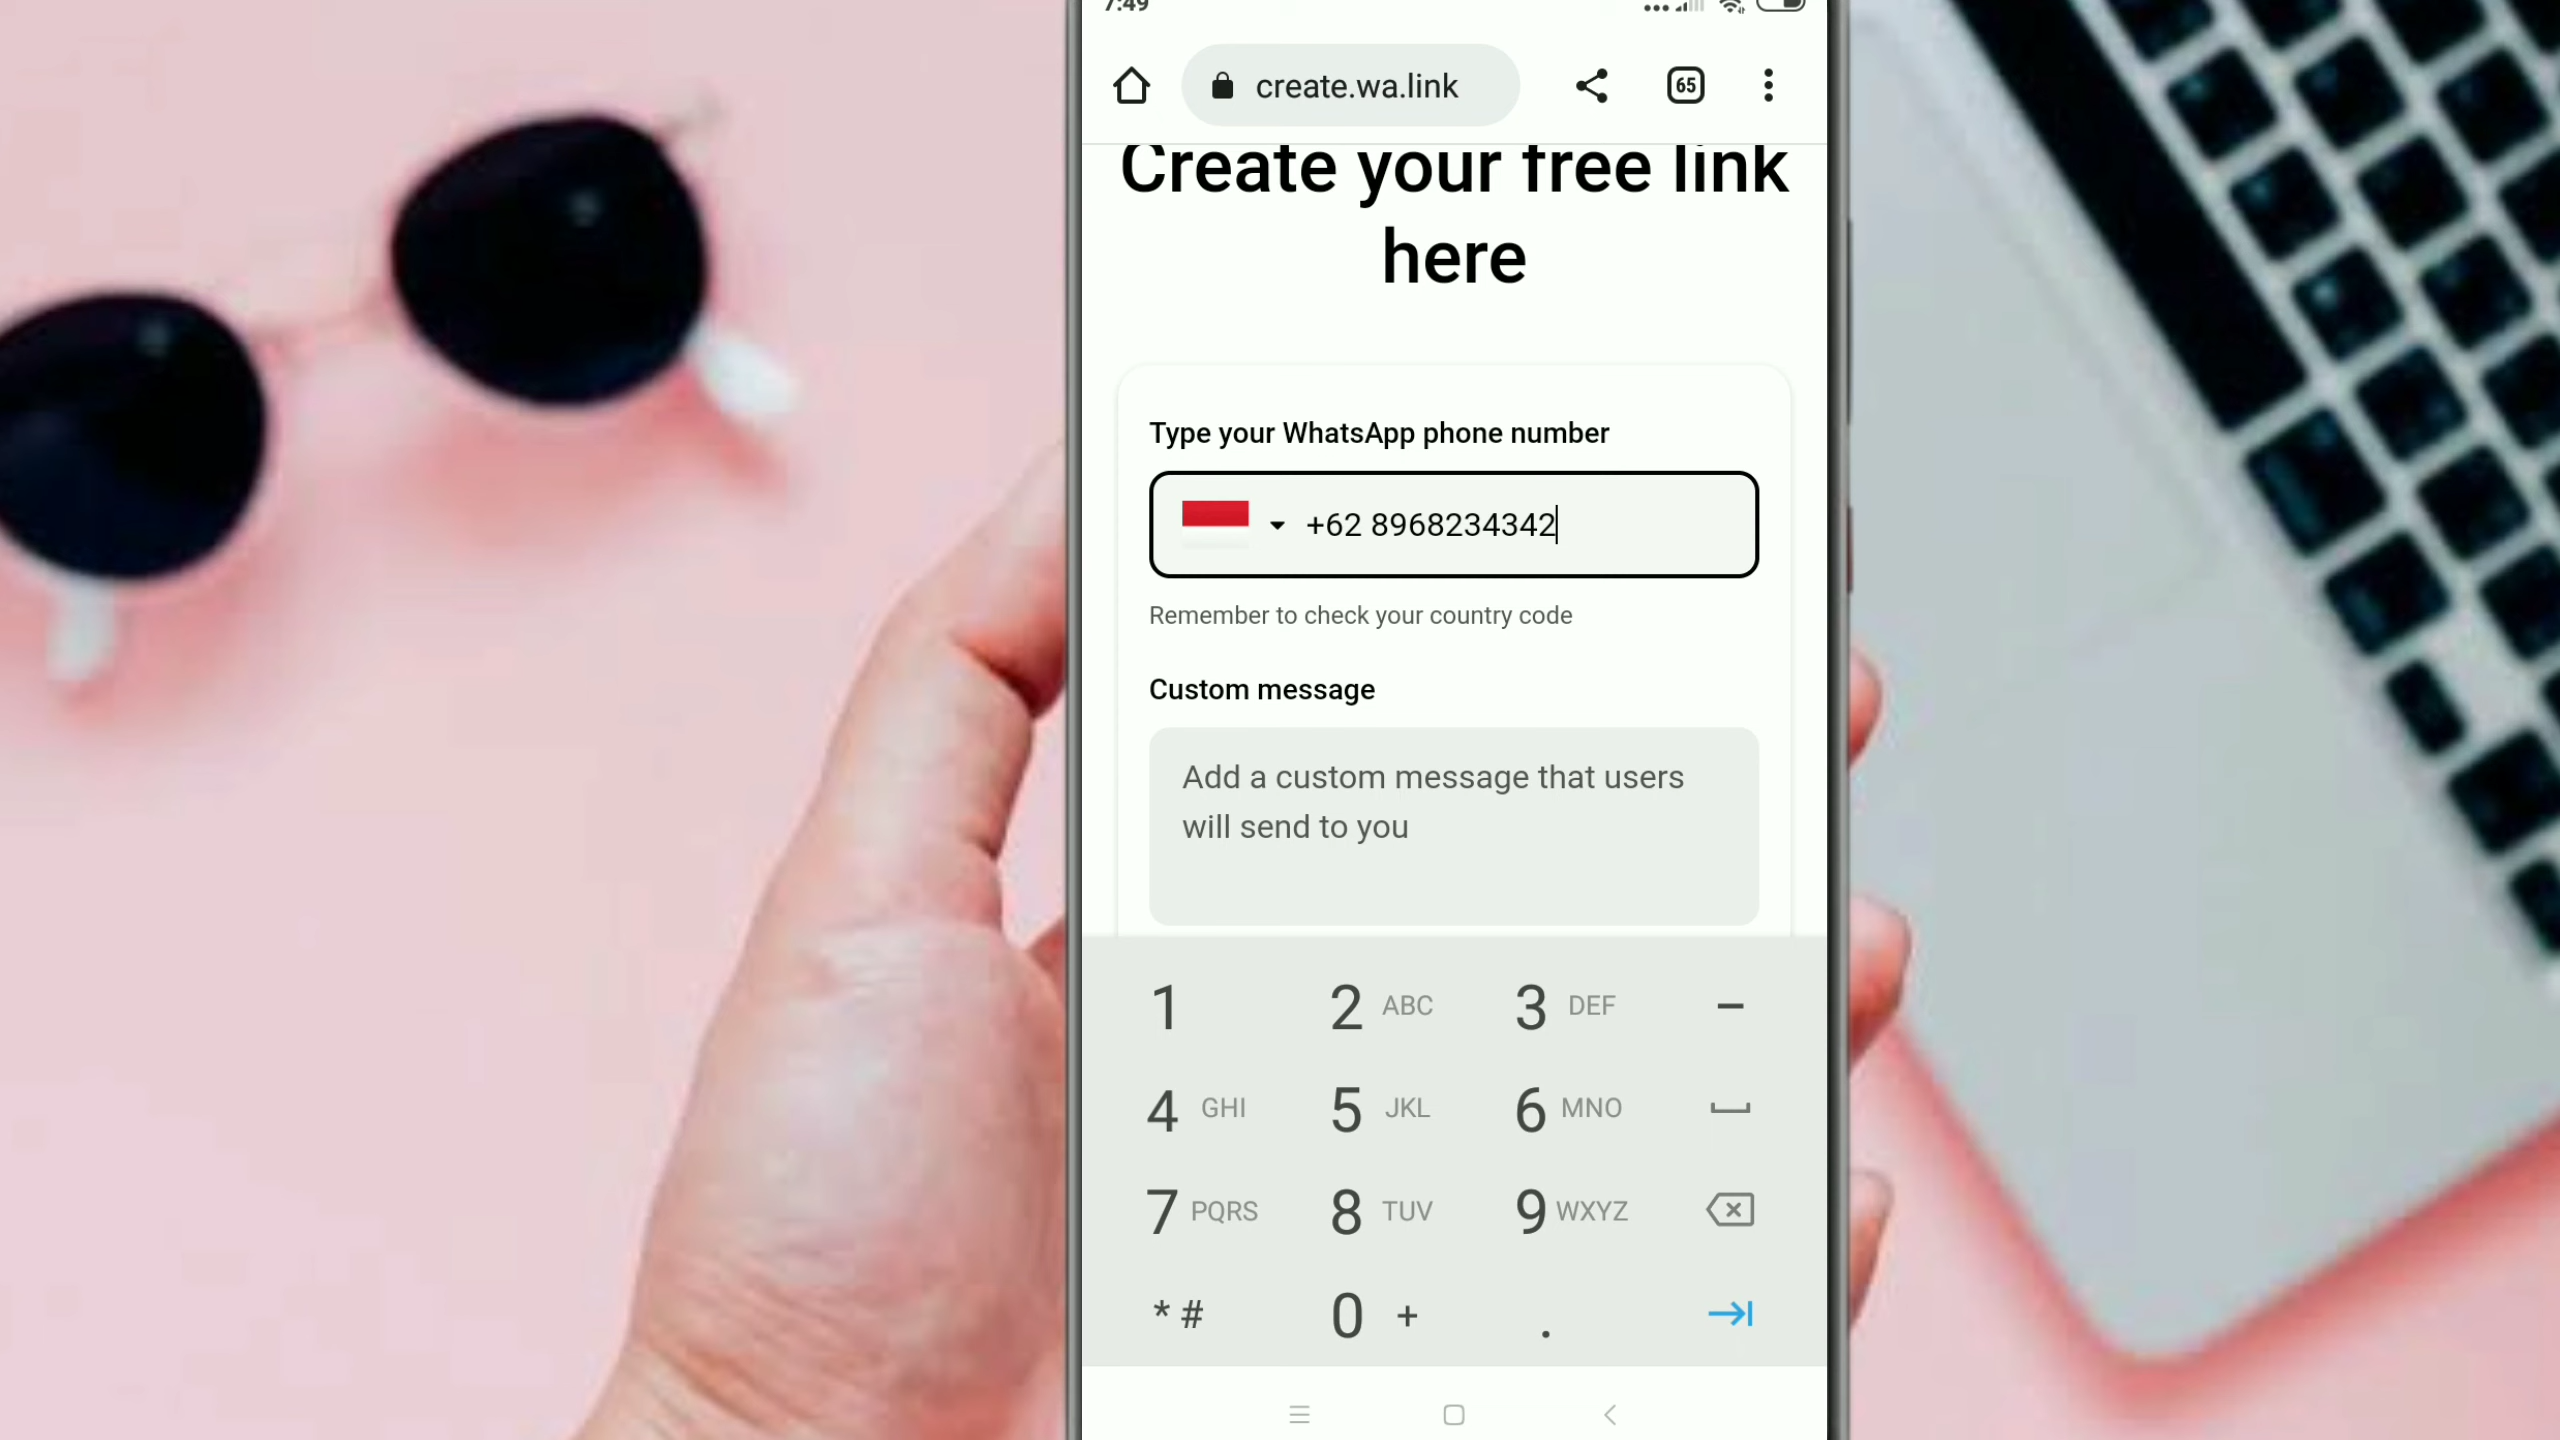 7:49
create.wa.link
65
Create your free link
here
Type your WhatsApp phone number
+62 8968234342
Remember to check your country code
Custom message
Add a custom message that users
will send to you
1
2 ABC
3 DEF
–
4 GHI
5 JKL
6 MNO
7 PQRS
8 TUV
9 WXYZ
* #
0 +
.